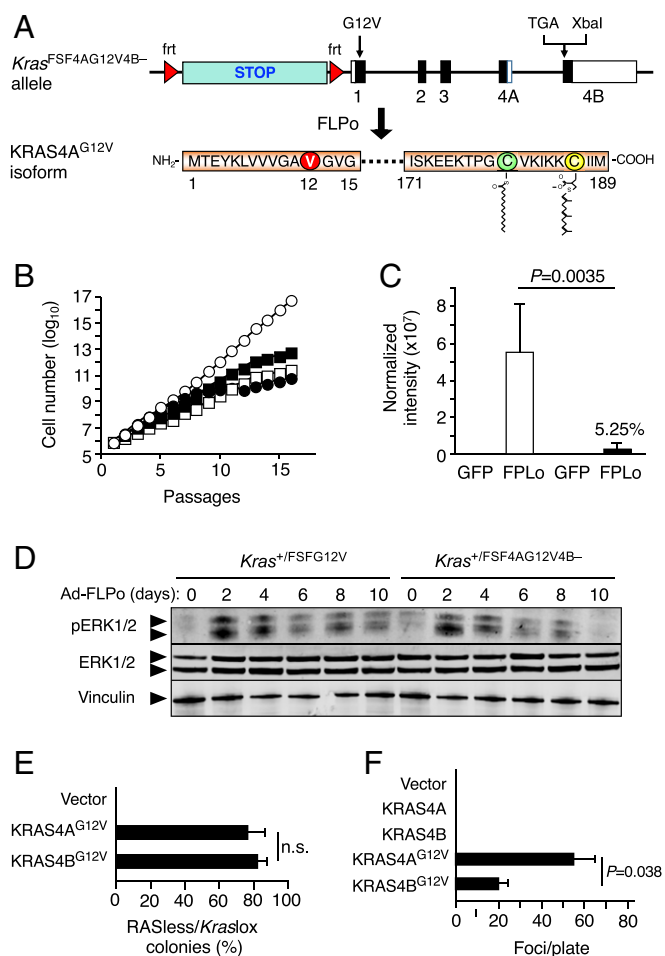 A
G12V
TGA XbaI
Kras^FSF4AG12V4B–
allele
frt
STOP
frt
1 2 3 4A 4B
FLPo
KRAS4A^G12V
isoform
NH₂- MTEYKLVVVGA V GVG ISKEEKTPG C VKIKK C IIM -COOH
1 12 15 171 189
B
Cell number (log₁₀)
17
15
13
11
9
7
5
0 5 10 15
Passages
C
P=0.0035
Normalized
intensity (x10⁷)
8
6
4
2
0
5.25%
GFP FPLo GFP FPLo
D
Kras^+/FSFG12V Kras^+/FSF4AG12V4B–
Ad-FLPo (days): 0 2 4 6 8 10 0 2 4 6 8 10
pERK1/2
ERK1/2
Vinculin
E
Vector
KRAS4A^G12V
KRAS4B^G12V
n.s.
0 20 40 60 80 100
RASless/Kraslox
colonies (%)
F
Vector
KRAS4A
KRAS4B
KRAS4A^G12V
KRAS4B^G12V
P=0.038
0 20 40 60 80
Foci/plate